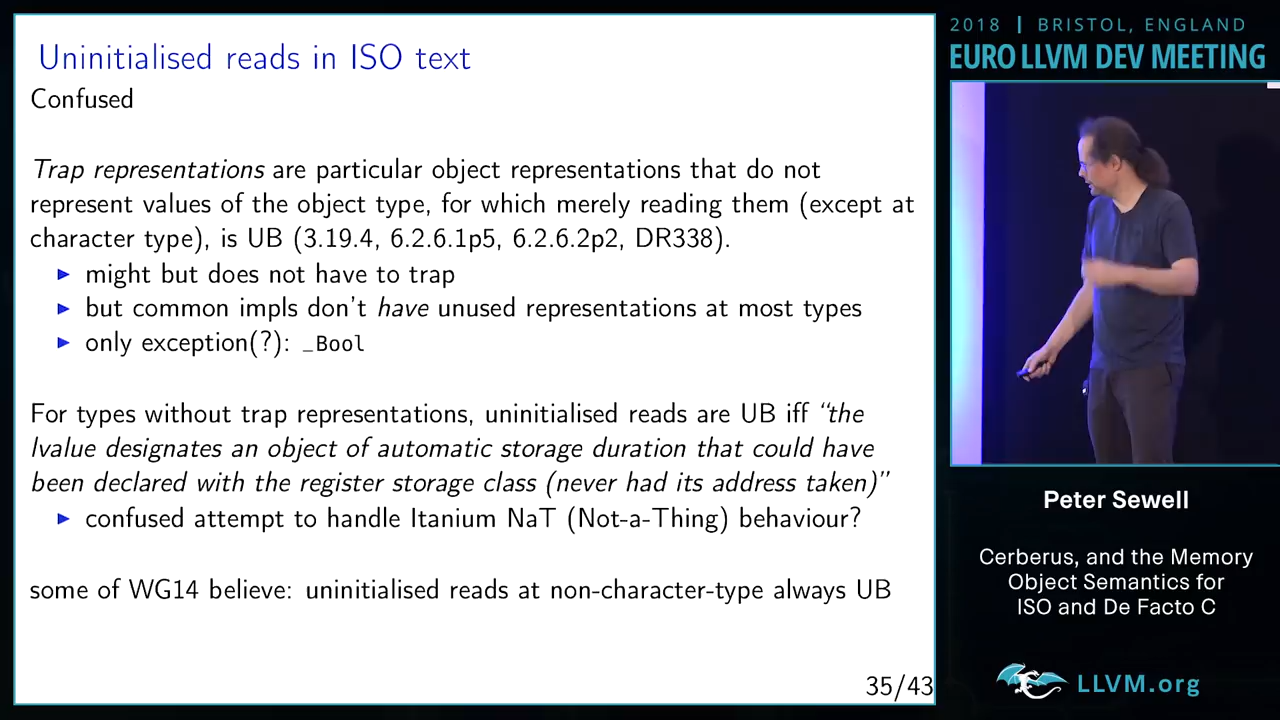 Uninitialised reads in ISO text
Confused
Trap representations are particular object representations that do not
represent values of the object type, for which merely reading them (except at
character type), is UB (3.19.4, 6.2.6.1p5, 6.2.6.2p2, DR338).
▶ might but does not have to trap
▶ but common impls don't have unused representations at most types
▶ only exception(?): _Bool
For types without trap representations, uninitialised reads are UB iff “the
lvalue designates an object of automatic storage duration that could have
been declared with the register storage class (never had its address taken)”
▶ confused attempt to handle Itanium NaT (Not-a-Thing) behaviour?
some of WG14 believe: uninitialised reads at non-character-type always UB
35/43
2018 | BRISTOL, ENGLAND
EURO LLVM DEV MEETING
Peter Sewell
Cerberus, and the Memory
Object Semantics for
ISO and De Facto C
LLVM.org